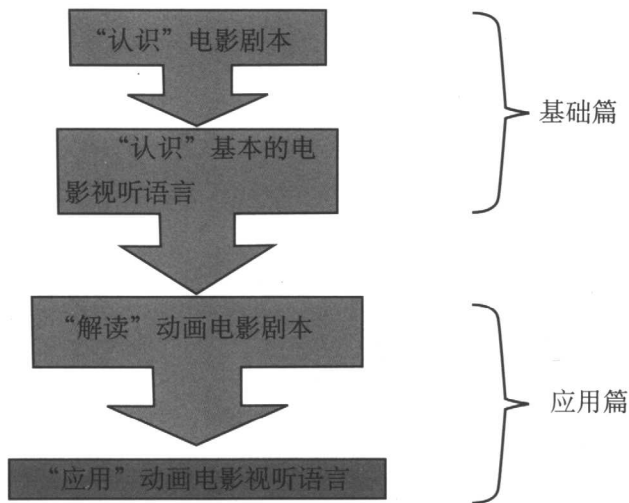 “认识”电影剧本
“认识”基本的电
影视听语言
基础篇
“解读”动画电影剧本
“应用”动画电影视听语言
应用篇